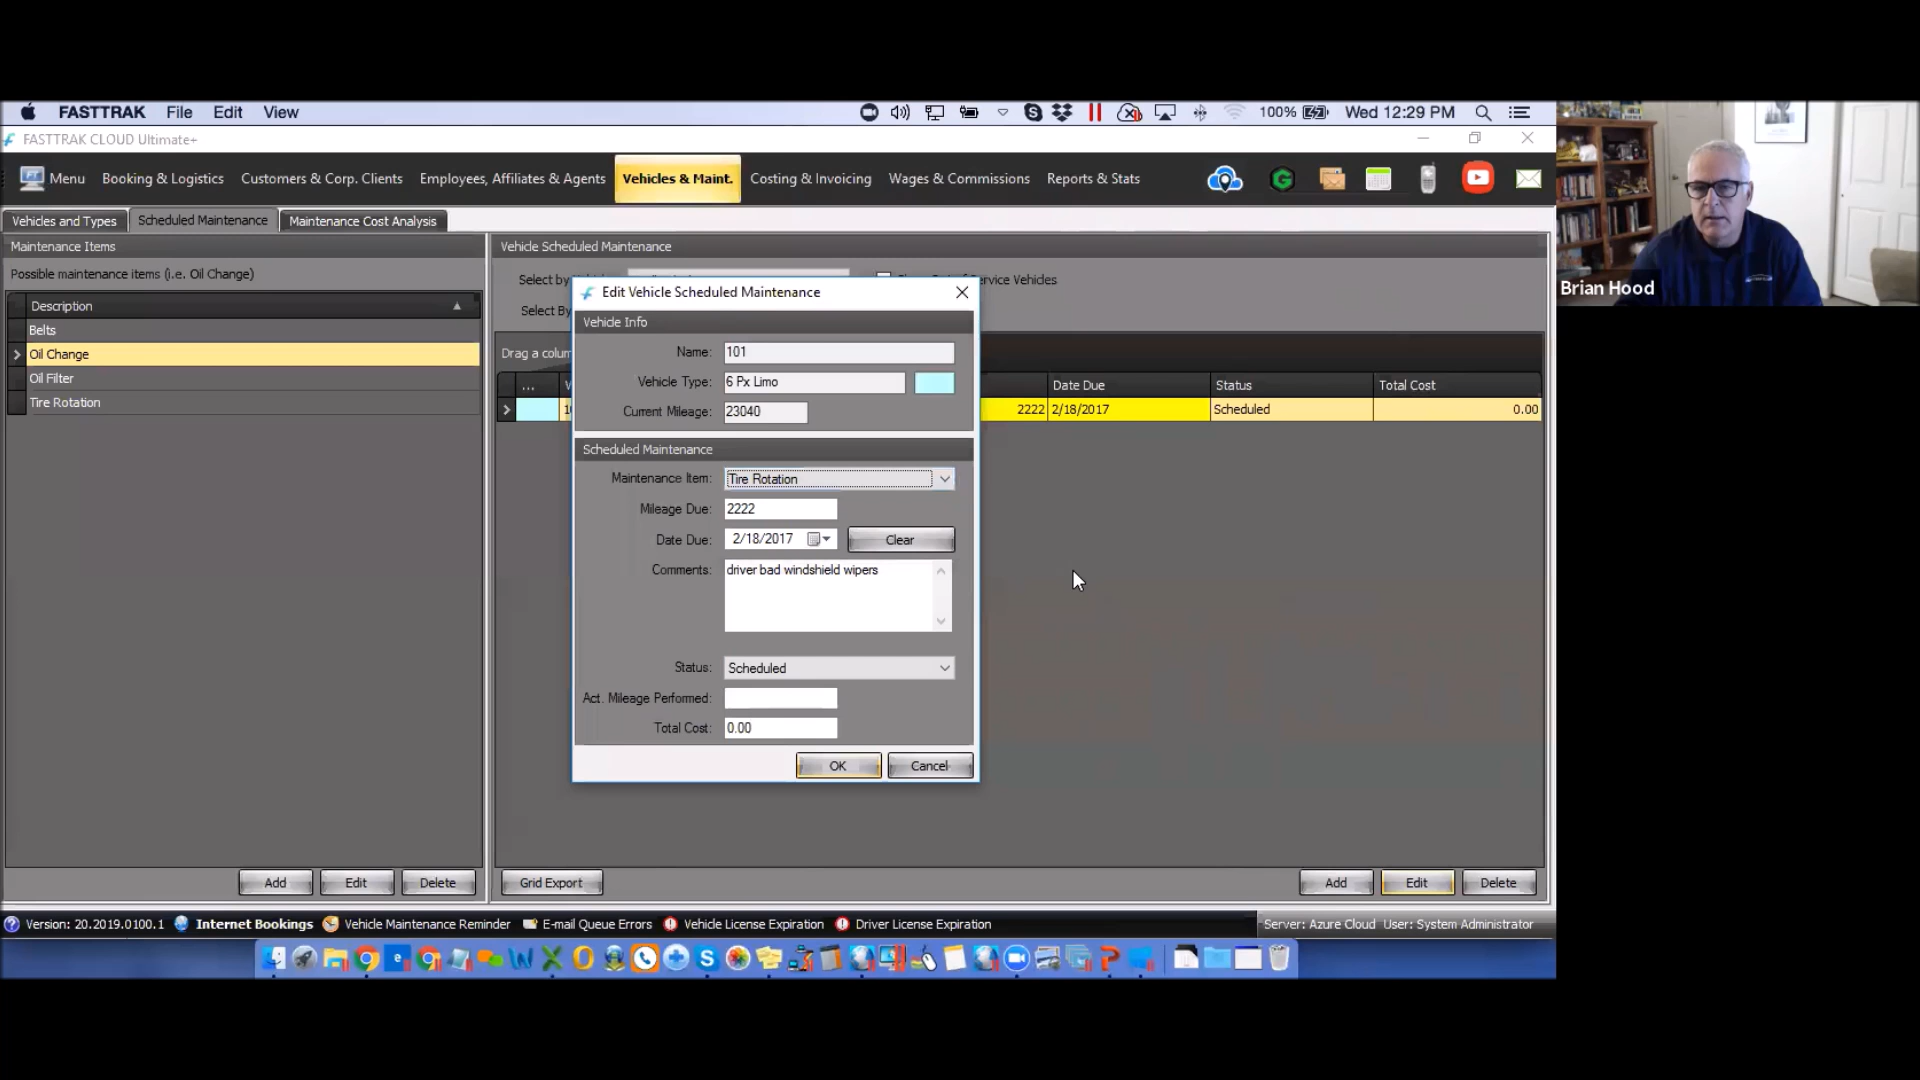 FASTTRAK File Edit View 100% Wed 12:29 PM
FASTTRAK CLOUD Ultimate+
Menu Booking & Logistics Customers & Corp. Clients Employees, Affiliates & Agents Vehicles & Maint. Costing & Invoicing Wages & Commissions Reports & Stats
Vehicles and Types Scheduled Maintenance Maintenance Cost Analysis
Maintenance Items
Possible maintenance items (i.e. Oil Change)
Description
Belts
Oil Change
Oil Filter
Tire Rotation
Add Edit Delete
Vehicle Scheduled Maintenance
Select by
Select By
Drag a colum
... Date Due Status Total Cost
2222 2/18/2017 Scheduled 0.00
Edit Vehicle Scheduled Maintenance
Vehicle Info
Name: 101
Vehicle Type: 6 Px Limo
Current Mileage: 23040
Scheduled Maintenance
Maintenance Item: Tire Rotation
Mileage Due: 2222
Date Due: 2/18/2017 Clear
Comments: driver bad windshield wipers
Status: Scheduled
Act. Mileage Performed:
Total Cost: 0.00
OK Cancel
Grid Export Add Edit Delete
Version: 20.2019.0100.1 Internet Bookings Vehicle Maintenance Reminder E-mail Queue Errors Vehicle License Expiration Driver License Expiration Server: Azure Cloud User: System Administrator
Brian Hood